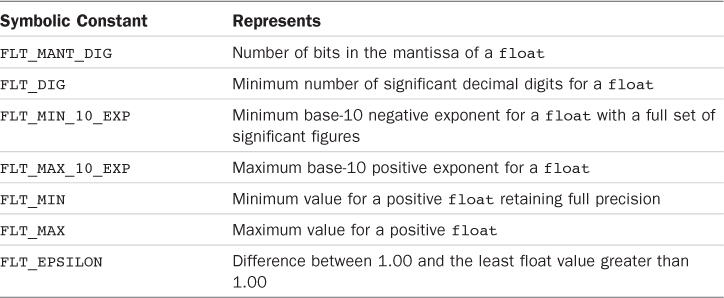 Symbolic Constant Represents
FLT_MANT_DIG Number of bits in the mantissa of a float
FLT_DIG Minimum number of significant decimal digits for a float
FLT_MIN_10_EXP Minimum base-10 negative exponent for a float with a full set of
significant figures
FLT_MAX_10_EXP Maximum base-10 positive exponent for a float
FLT_MIN Minimum value for a positive float retaining full precision
FLT_MAX Maximum value for a positive float
FLT_EPSILON Difference between 1.00 and the least float value greater than
1.00